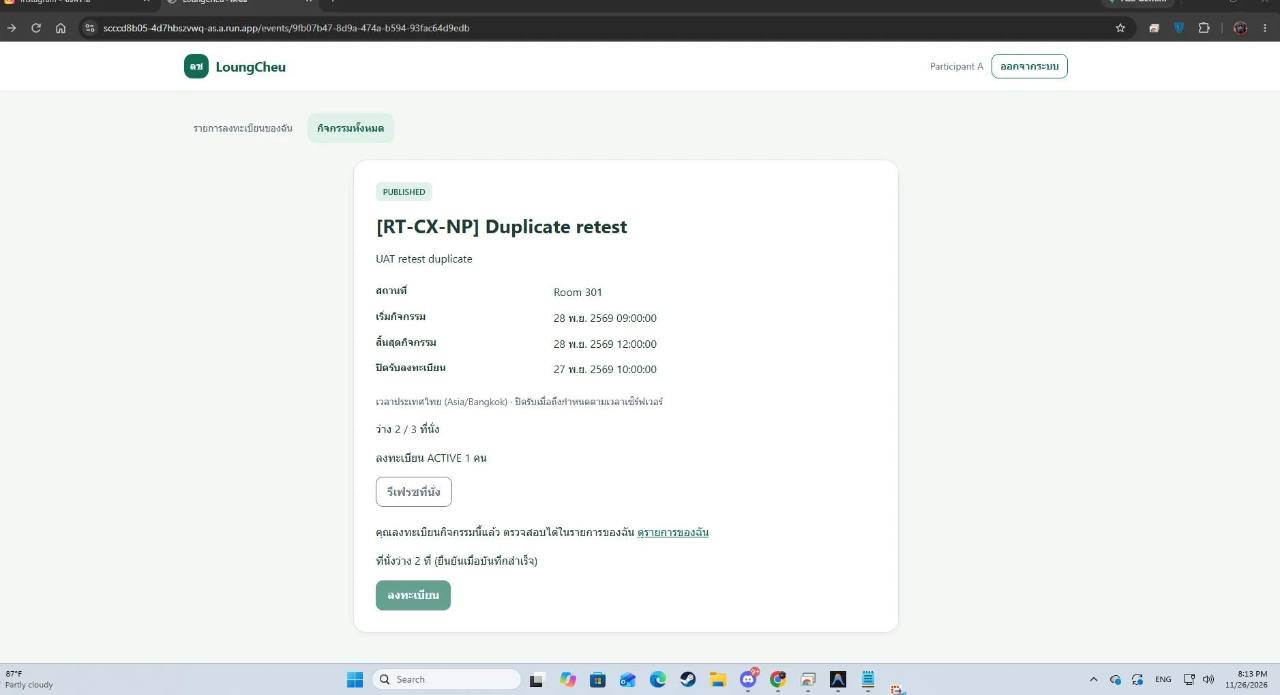 scccd8b05-4d7hbszvwq-as.a.run.app/events/9fb07b47-8d9a-474a-b594-93fac64d9edb
ลช LoungCheu
Participant A ออกจากระบบ
รายการลงทะเบียนของฉัน กิจกรรมทั้งหมด
PUBLISHED
[RT-CX-NP] Duplicate retest
UAT retest duplicate
สถานที่ Room 301
เริ่มกิจกรรม 28 พ.ย. 2569 09:00:00
สิ้นสุดกิจกรรม 28 พ.ย. 2569 12:00:00
ปิดรับลงทะเบียน 27 พ.ย. 2569 10:00:00
เวลาประเทศไทย (Asia/Bangkok) · ปิดรับเมื่อถึงกำหนดตามเวลาเซิร์ฟเวอร์
ว่าง 2 / 3 ที่นั่ง
ลงทะเบียน ACTIVE 1 คน
รีเฟรชที่นั่ง
คุณลงทะเบียนกิจกรรมนี้แล้ว ตรวจสอบได้ในรายการของฉัน ดูรายการของฉัน
ที่นั่งว่าง 2 ที่ (ยืนยันเมื่อบันทึกสำเร็จ)
ลงทะเบียน
87°F
Partly cloudy
Search
ENG
8:13 PM
11/26/2026